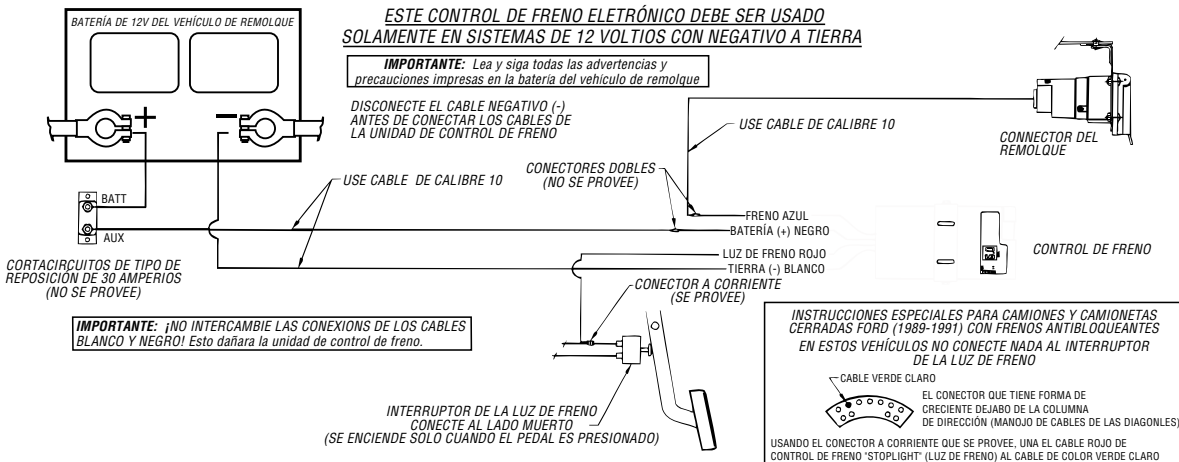 BATERÍA DE 12V DEL VEHÍCULO DE REMOLQUE
ESTE CONTROL DE FRENO ELETRÓNICO DEBE SER USADO
SOLAMENTE EN SISTEMAS DE 12 VOLTIOS CON NEGATIVO A TIERRA
IMPORTANTE: Lea y siga todas las advertencias y
precauciones impresas en la batería del vehículo de remolque
DISCONECTE EL CABLE NEGATIVO (-)
ANTES DE CONECTAR LOS CABLES DE
LA UNIDAD DE CONTROL DE FRENO
+
−
USE CABLE DE CALIBRE 10
CONNECTOR DEL
REMOLQUE
CONECTORES DOBLES
(NO SE PROVEE)
USE CABLE DE CALIBRE 10
BATT
AUX
FRENO AZUL
BATERÍA (+) NEGRO
LUZ DE FRENO ROJO
TIERRA (-) BLANCO
CONTROL DE FRENO
CORTACIRCUITOS DE TIPO DE
REPOSICIÓN DE 30 AMPERIOS
(NO SE PROVEE)
CONECTOR A CORRIENTE
(SE PROVEE)
IMPORTANTE: ¡NO INTERCAMBIE LAS CONEXIONS DE LOS CABLES
BLANCO Y NEGRO! Esto dañara la unidad de control de freno.
INTERRUPTOR DE LA LUZ DE FRENO
CONECTE AL LADO MUERTO
(SE ENCIENDE SOLO CUANDO EL PEDAL ES PRESIONADO)
INSTRUCCIONES ESPECIALES PARA CAMIONES Y CAMIONETAS
CERRADAS FORD (1989-1991) CON FRENOS ANTIBLOQUEANTES
EN ESTOS VEHÍCULOS NO CONECTE NADA AL INTERRUPTOR
DE LA LUZ DE FRENO
CABLE VERDE CLARO
EL CONECTOR QUE TIENE FORMA DE
CRECIENTE DEJABO DE LA COLUMNA
DE DIRECCIÓN (MANOJO DE CABLES DE LAS DIAGONLES)
USANDO EL CONECTOR A CORRIENTE QUE SE PROVEE, UNA EL CABLE ROJO DE
CONTROL DE FRENO "STOPLIGHT" (LUZ DE FRENO) AL CABLE DE COLOR VERDE CLARO